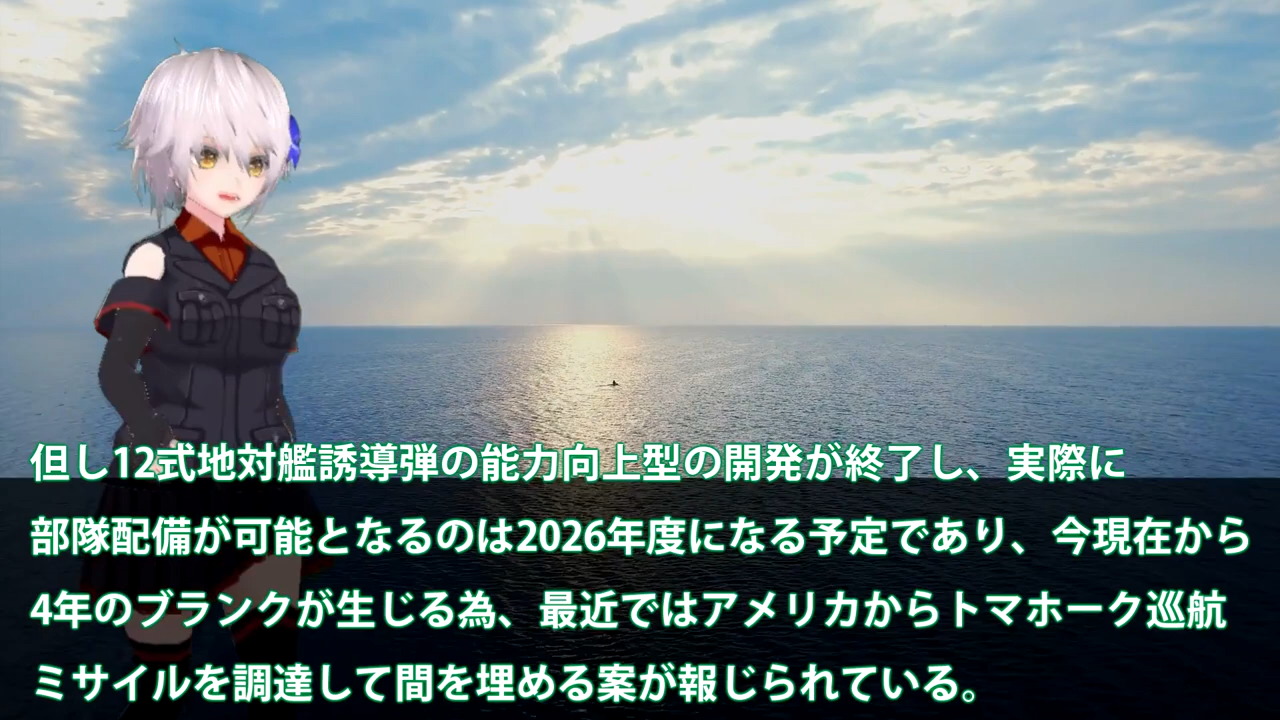 但し12式地対艦誘導弾の能力向上型の開発が終了し、実際に
部隊配備が可能となるのは2026年度になる予定であり、今現在から
4年のブランクが生じる為、最近ではアメリカからトマホーク巡航
ミサイルを調達して間を埋める案が報じられている。